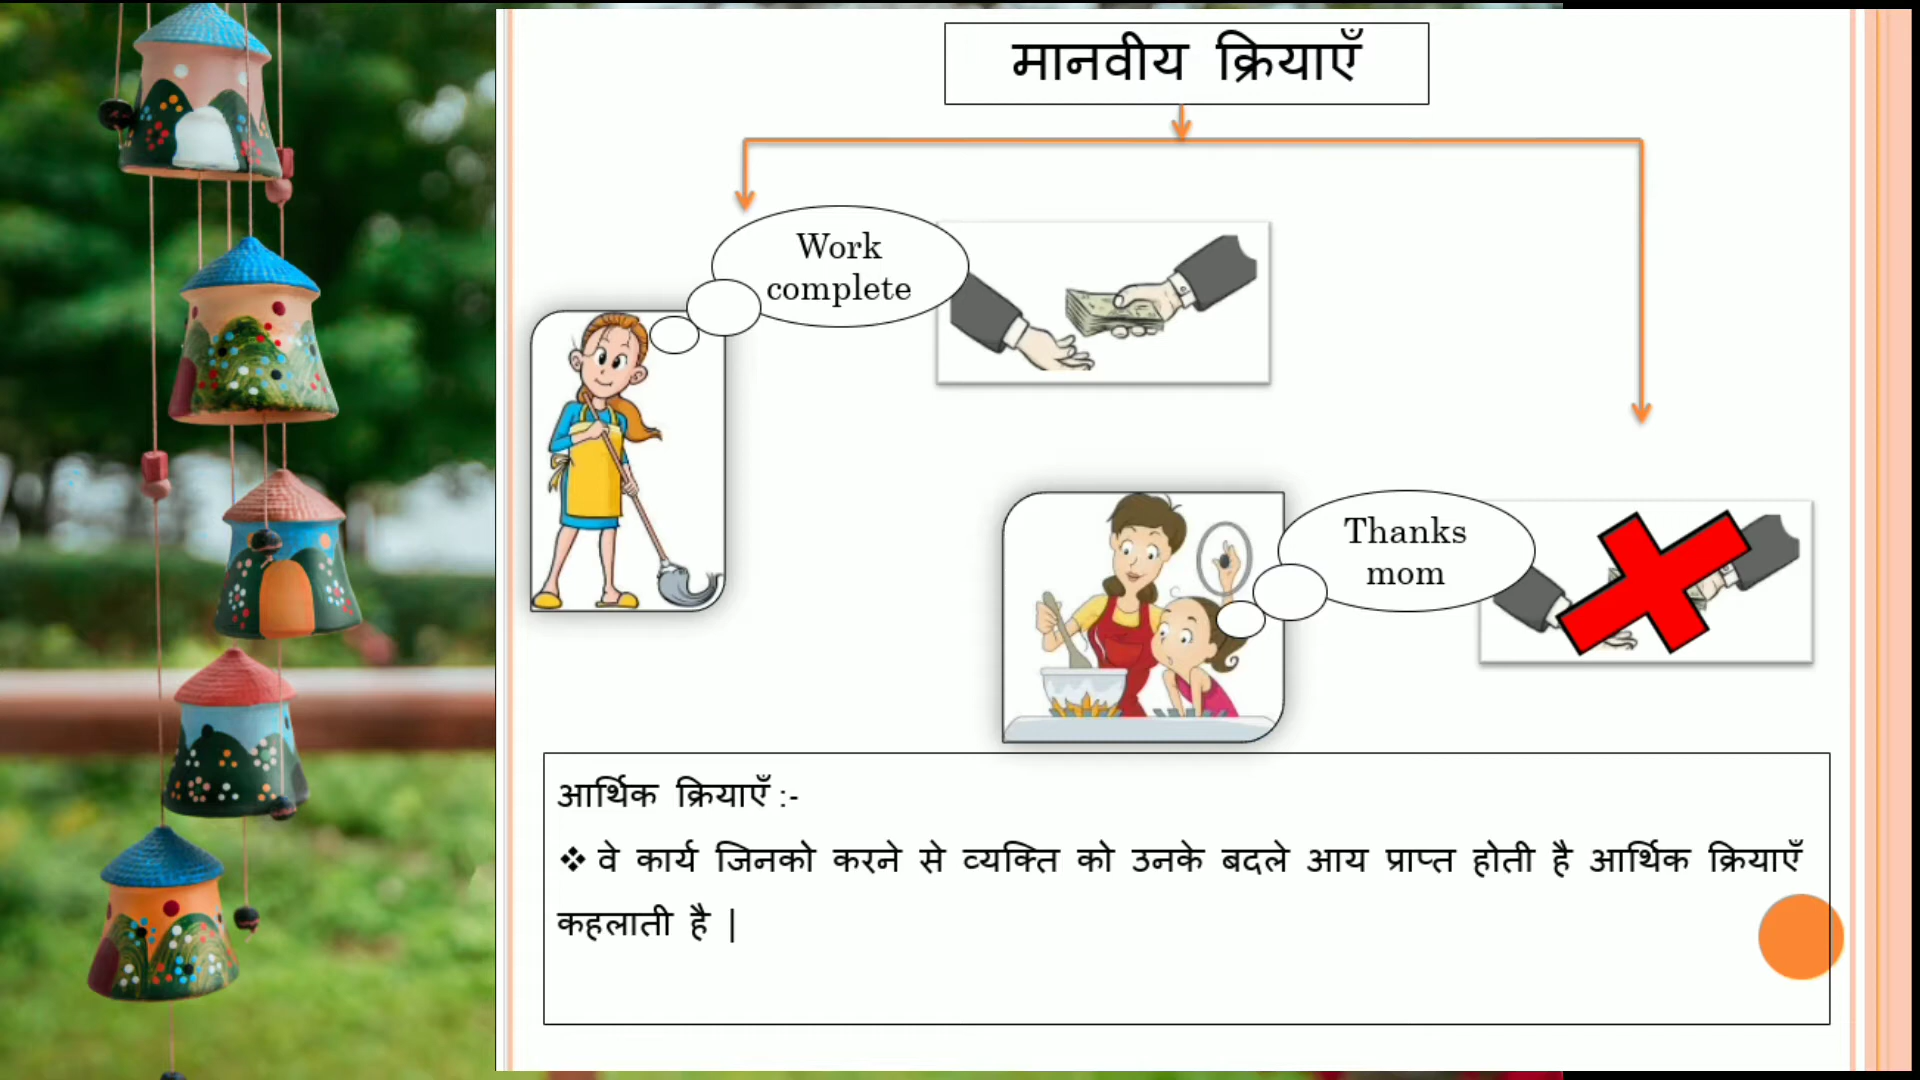 मानवीय क्रियाएँ
Work
complete
Thanks
mom
आर्थिक क्रियाएँ :-
❖ वे कार्य जिनको करने से व्यक्ति को उनके बदले आय प्राप्त होती है आर्थिक क्रियाएँ
कहलाती है |